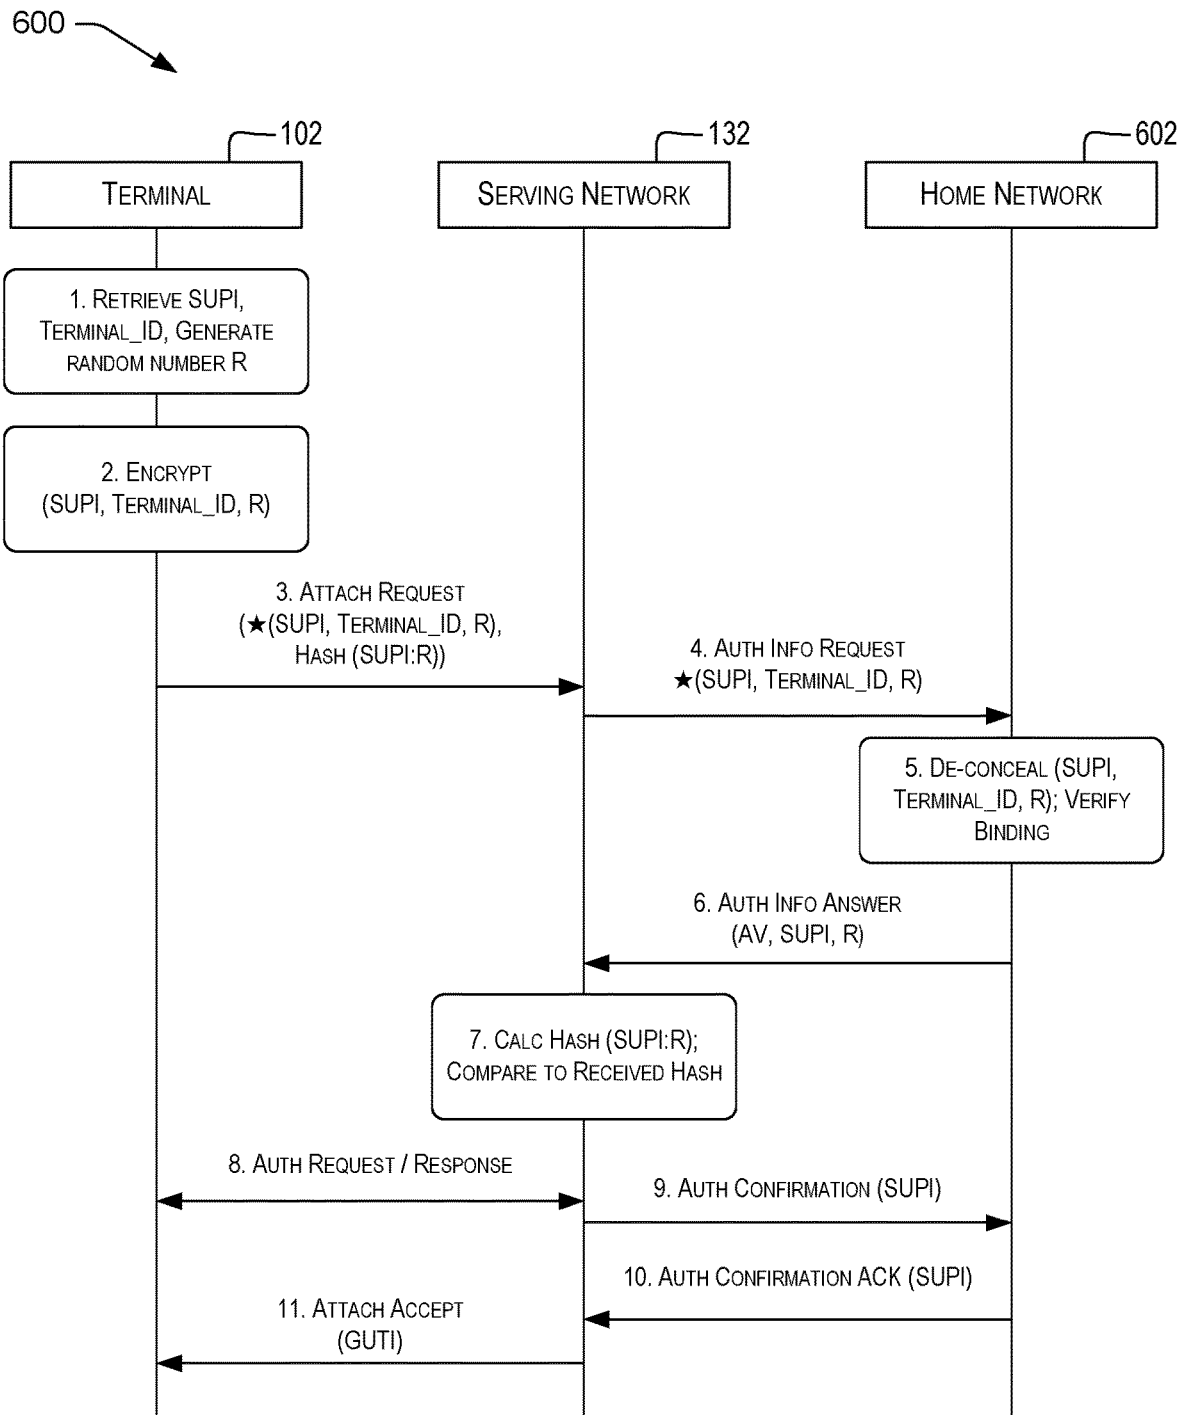 600
102
132
602
TERMINAL
SERVING NETWORK
HOME NETWORK
1. RETRIEVE SUPI,
TERMINAL_ID, GENERATE
RANDOM NUMBER R
2. ENCRYPT
(SUPI, TERMINAL_ID, R)
3. ATTACH REQUEST
(★(SUPI, TERMINAL_ID, R),
HASH (SUPI:R))
4. AUTH INFO REQUEST
★(SUPI, TERMINAL_ID, R)
5. DE-CONCEAL (SUPI,
TERMINAL_ID, R); VERIFY
BINDING
6. AUTH INFO ANSWER
(AV, SUPI, R)
7. CALC HASH (SUPI:R);
COMPARE TO RECEIVED HASH
8. AUTH REQUEST / RESPONSE
9. AUTH CONFIRMATION (SUPI)
10. AUTH CONFIRMATION ACK (SUPI)
11. ATTACH ACCEPT
(GUTI)